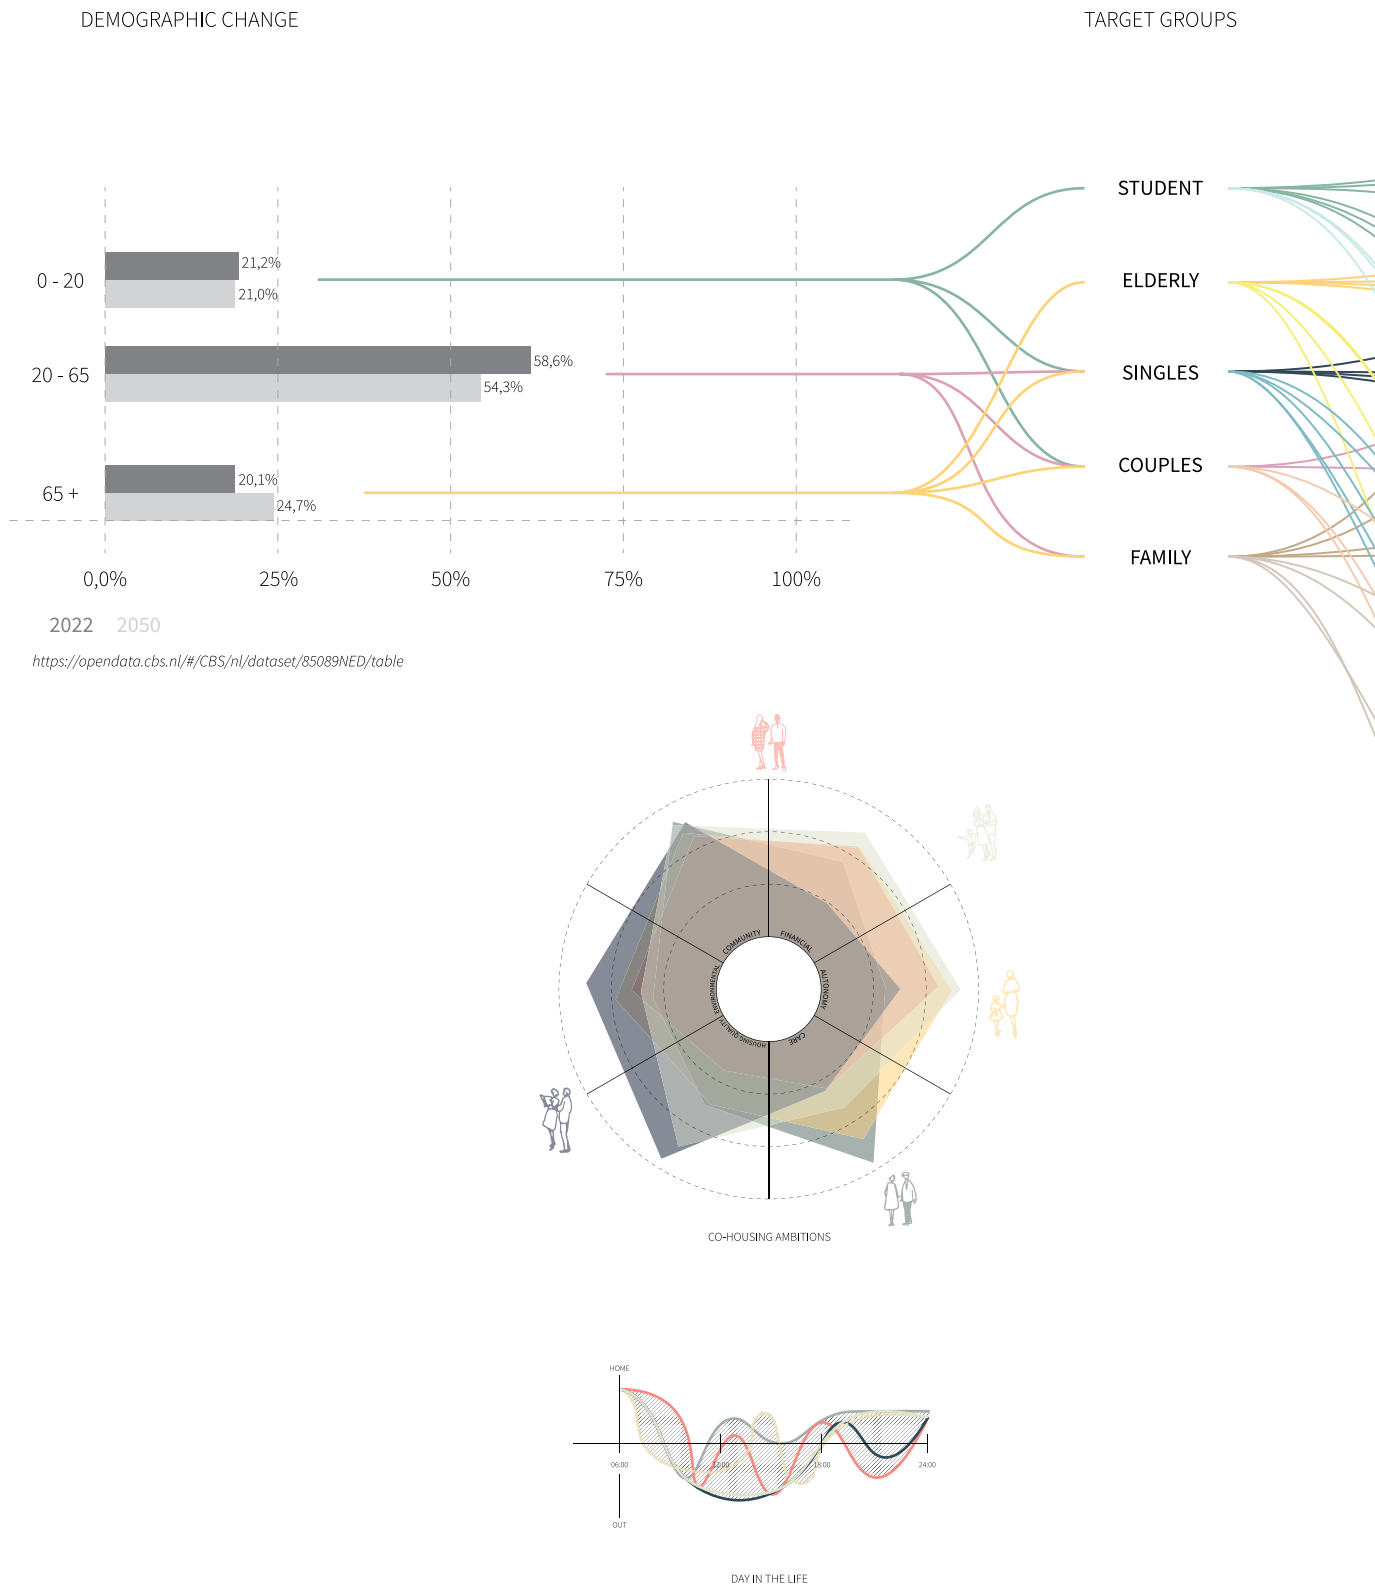 DEMOGRAPHIC CHANGE
TARGET GROUPS
STUDENT
0 - 20
21,2%
21,0%
ELDERLY
20 - 65
58,6%
54,3%
SINGLES
COUPLES
65 +
20,1%
24,7%
FAMILY
0,0%
25%
50%
75%
100%
2022
2050
https://opendata.cbs.nl/#/CBS/nl/dataset/85089NED/table
COMMUNITY
FINANCIAL
AUTONOMY
CARE
HOUSING QUALITY
ENVIRONMENTAL
CO-HOUSING AMBITIONS
HOME
06:00
12:00
18:00
24:00
OUT
DAY IN THE LIFE